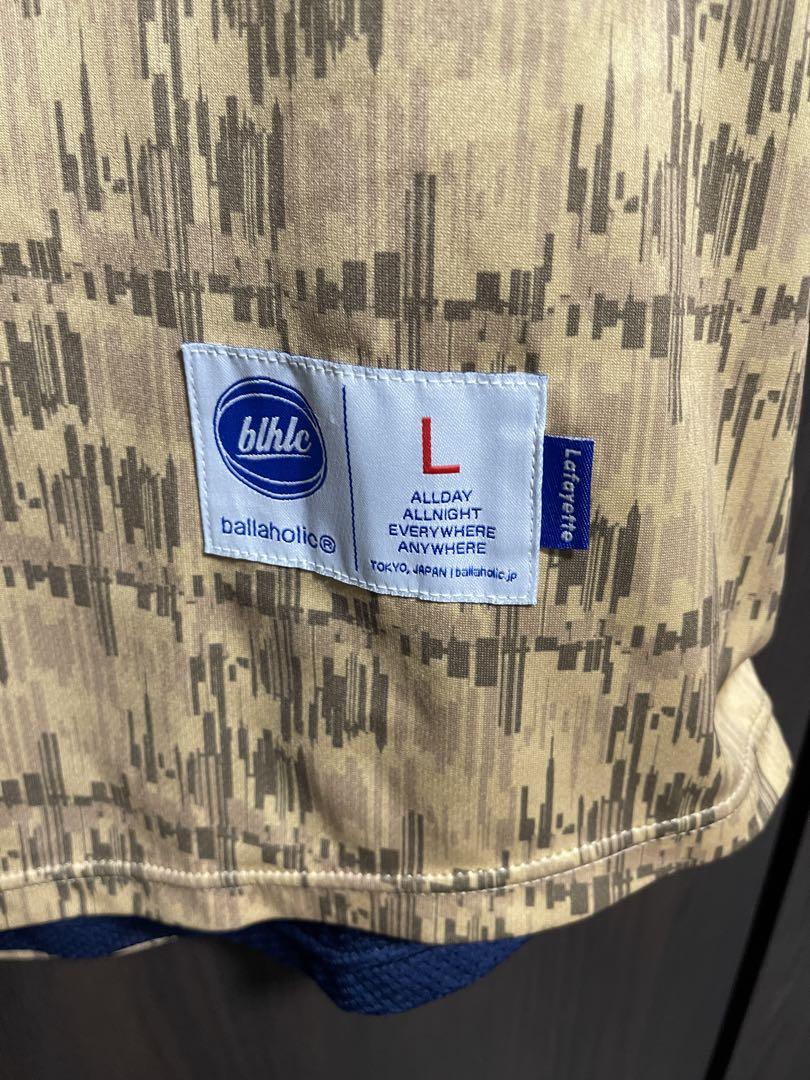 blhlc
ballaholic®
L
ALLDAY
ALLNIGHT
EVERYWHERE
ANYWHERE
TOKYO, JAPAN | ballaholic.jp
Lafayette